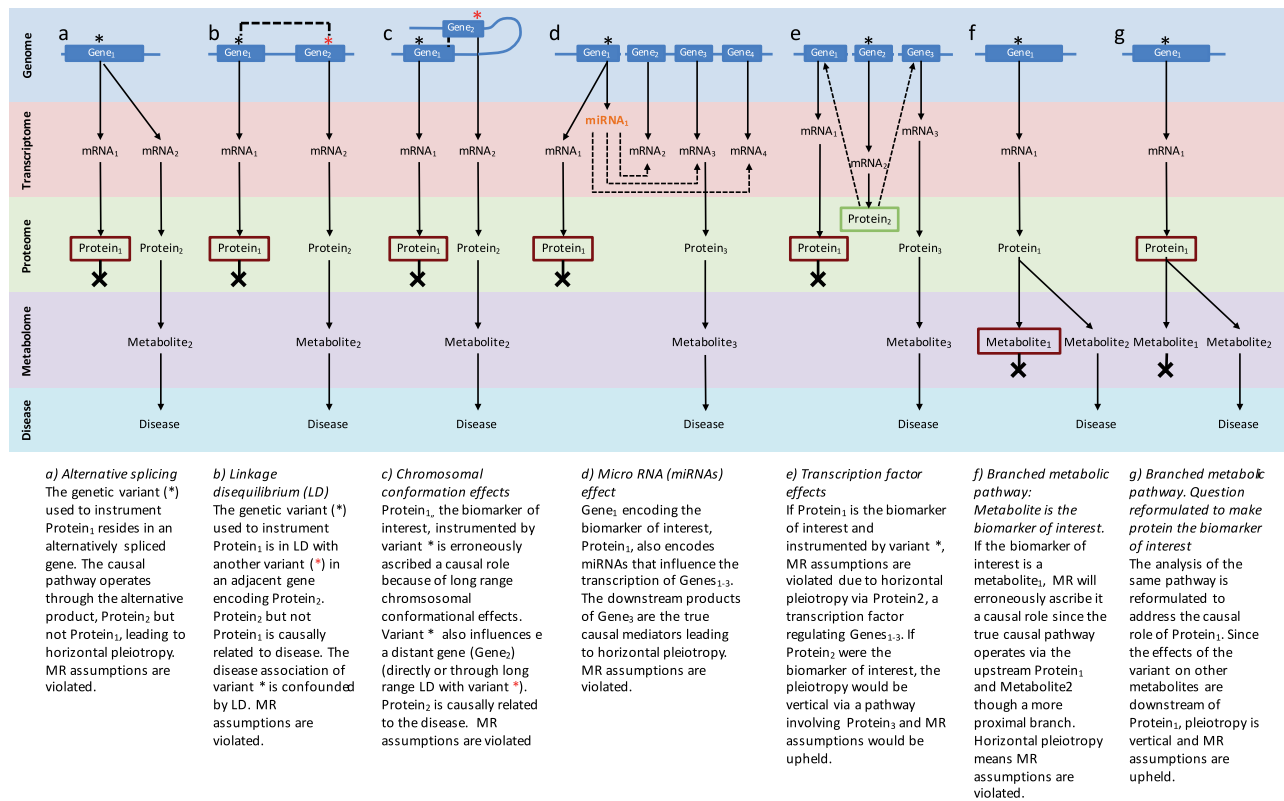 Genome
a
*
Gene1
b
*
Gene1
*
Gene2
c
*
Gene1
*
Gene2
d
*
Gene1
Gene2
Gene3
Gene4
e
*
Gene1
Gene2
Gene3
f
*
Gene1
g
*
Gene1
Transcriptome
miRNA1
mRNA1
mRNA3
mRNA1
mRNA2
mRNA1
mRNA2
mRNA1
mRNA2
mRNA1
mRNA2
mRNA3
mRNA4
mRNA2
mRNA1
mRNA1
Proteome
Protein2
Protein1
Protein2
Protein1
Protein2
Protein1
Protein2
Protein1
Protein3
Protein1
Protein3
Protein1
Protein1
Metabolome
Metabolite2
Metabolite2
Metabolite2
Metabolite3
Metabolite3
Metabolite1
Metabolite2
Metabolite1
Metabolite2
Disease
Disease
Disease
Disease
Disease
Disease
Disease
Disease
a) Alternative splicing
The genetic variant (*)
used to instrument
Protein1 resides in an
alternatively spliced
gene. The causal
pathway operates
through the alternative
product, Protein2 but
not Protein1, leading to
horizontal pleiotropy.
MR assumptions are
violated.
b) Linkage
disequilibrium (LD)
The genetic variant (*)
used to instrument
Protein1 is in LD with
another variant (*) in
an adjacent gene
encoding Protein2.
Protein2 but not
Protein1 is causally
related to disease. The
disease association of
variant * is confounded
by LD. MR
assumptions are
violated.
c) Chromosomal
conformation effects
Protein1,, the biomarker of
interest, instrumented by
variant * is erroneously
ascribed a causal role
because of long range
chromsosomal
conformational effects.
Variant * also influences e
a distant gene (Gene2)
(directly or through long
range LD with variant *).
Protein2 is causally related
to the disease. MR
assumptions are violated
d) Micro RNA (miRNAs)
effect
Gene1 encoding the
biomarker of interest,
Protein1, also encodes
miRNAs that influence the
transcription of Genes1-3.
The downstream products
of Gene3 are the true
causal mediators leading
to horizontal pleiotropy.
MR assumptions are
violated.
e) Transcription factor
effects
If Protein1 is the biomarker
of interest and
instrumented by variant *,
MR assumptions are
violated due to horizontal
pleiotropy via Protein2, a
transcription factor
regulating Genes1-3. If
Protein2 were the
biomarker of interest, the
pleiotropy would be
vertical via a pathway
involving Protein3 and MR
assumptions would be
upheld.
f) Branched metabolic
pathway:
Metabolite is the
biomarker of interest.
If the biomarker of
interest is a
metabolite1, MR will
erroneously ascribe it
a causal role since the
true causal pathway
operates via the
upstream Protein1
and Metabolite2
though a more
proximal branch.
Horizontal pleiotropy
means MR
assumptions are
violated.
g) Branched metabolic
pathway. Question
reformulated to make
protein the biomarker
of interest
The analysis of the
same pathway is
reformulated to
address the causal
role of Protein1. Since
the effects of the
variant on other
metabolites are
downstream of
Protein1, pleiotropy is
vertical and MR
assumptions are
upheld.